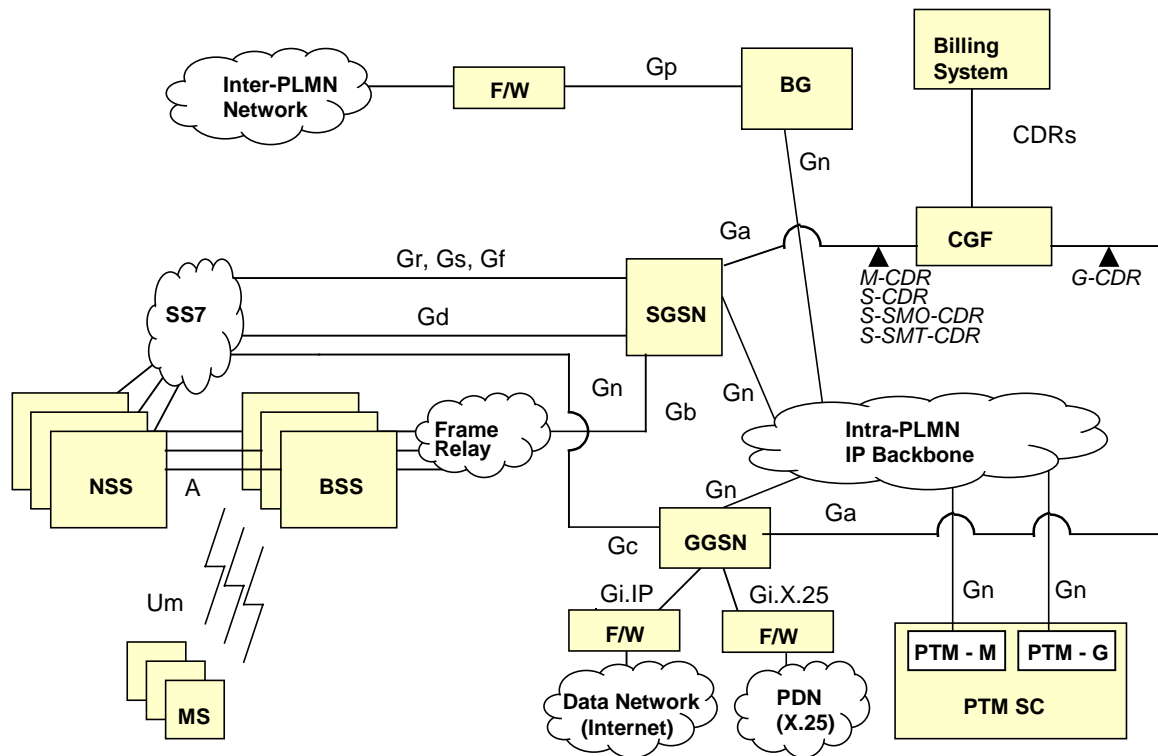 Billing
System
Inter-PLMN
Network
F/W
Gp
BG
CDRs
Gn
Ga
CGF
Gr, Gs, Gf
M-CDR
S-CDR
S-SMO-CDR
S-SMT-CDR
G-CDR
SS7
SGSN
Gd
Gn
Gn
Gb
Frame
Relay
Intra-PLMN
IP Backbone
NSS
A
BSS
Gn
Ga
GGSN
Gc
Um
Gi.IP
Gi.X.25
Gn
Gn
F/W
F/W
PTM - M
PTM - G
MS
Data Network
(Internet)
PDN
(X.25)
PTM SC